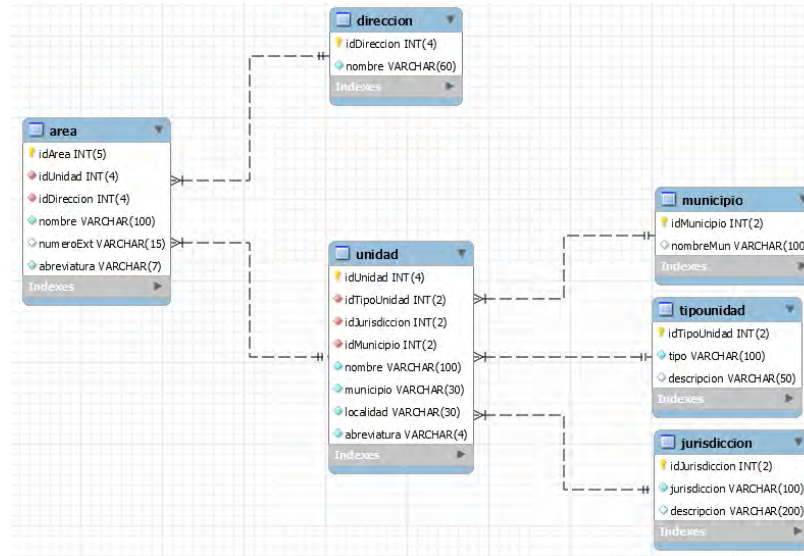 direccion
idDireccion INT(4)
nombre VARCHAR(60)
Indexes
area
idArea INT(5)
idUnidad INT(4)
idDireccion INT(4)
nombre VARCHAR(100)
numeroExt VARCHAR(15)
abreviatura VARCHAR(7)
Indexes
unidad
idUnidad INT(4)
idTipoUnidad INT(2)
idJurisdiccion INT(2)
idMunicipio INT(2)
nombre VARCHAR(100)
municipio VARCHAR(30)
localidad VARCHAR(30)
abreviatura VARCHAR(4)
Indexes
municipio
idMunicipio INT(2)
nombreMun VARCHAR(100
Indexes
tipounidad
idTipoUnidad INT(2)
tipo VARCHAR(100)
descripcion VARCHAR(50)
Indexes
jurisdiccion
idJurisdiccion INT(2)
jurisdiccion VARCHAR(100)
descripcion VARCHAR(200)
Indexes